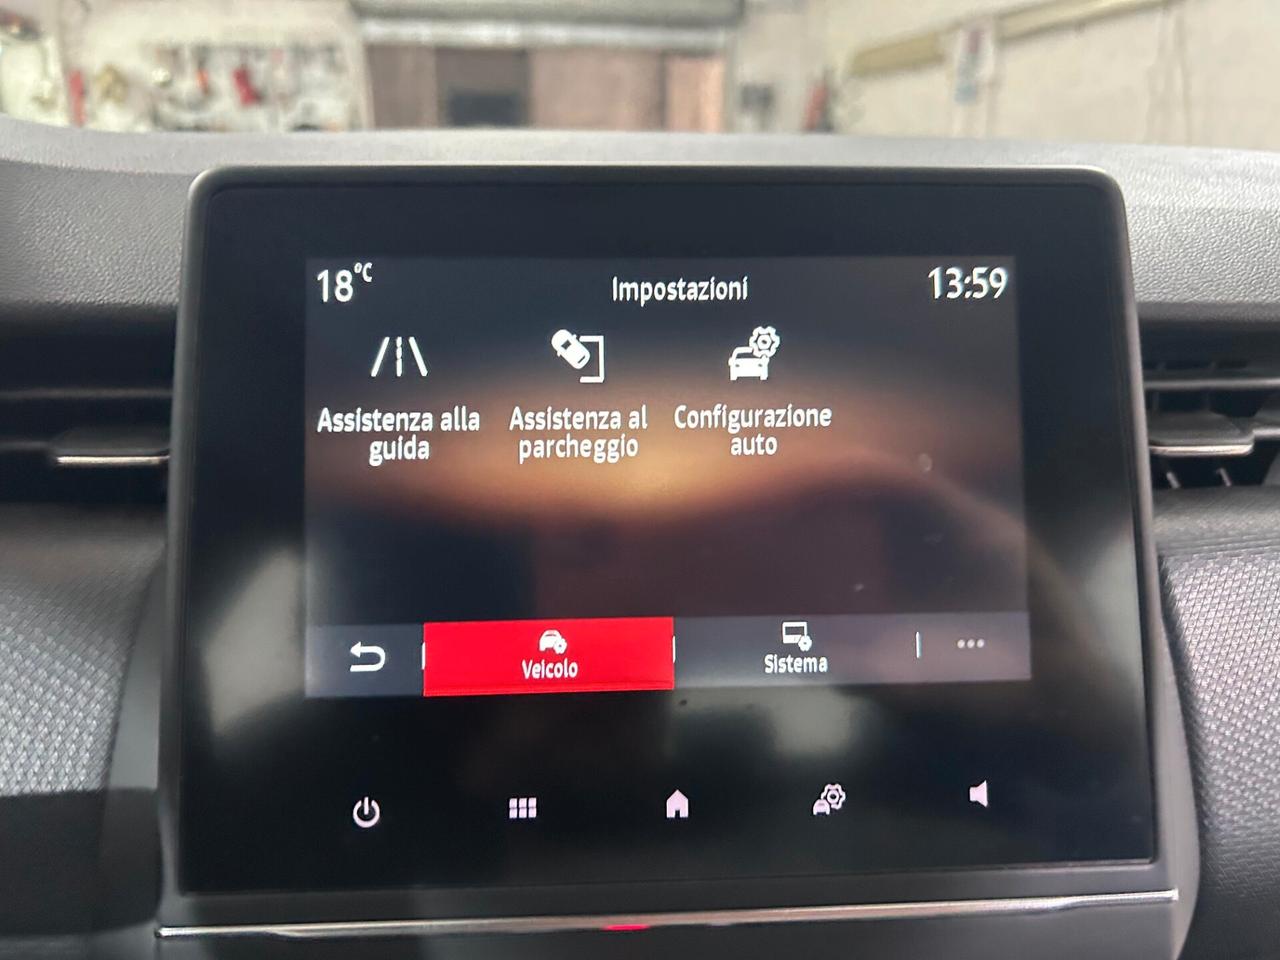 18°C
Impostazioni
13:59
Assistenza alla
guida
Assistenza al
parcheggio
Configurazione
auto
Veicolo
Sistema